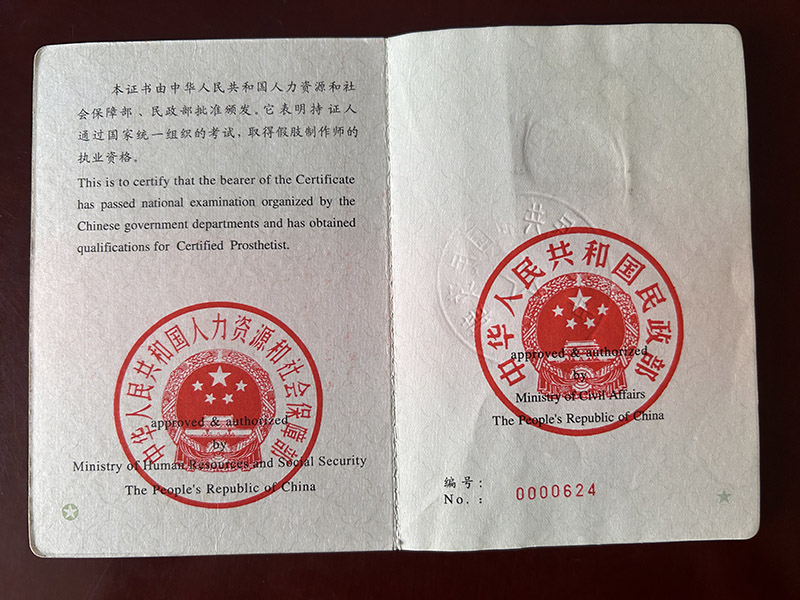 本证书由中华人民共和国人力资源和社
会保障部、民政部批准颁发。它表明持证人
通过国家统一组织的考试，取得假肢制作师的
执业资格。
This is to certify that the bearer of the Certificate
has passed national examination organized by the
Chinese government departments and has obtained
qualifications for Certified Prosthetist.
中华人民共和国人力资源和社会保障部
approved & authorized
by
Ministry of Human Resources and Social Security
The People's Republic of China
中华人民共和国民政部
approved & authorized
by
Ministry of Civil Affairs
The People's Republic of China
编号：
No.： 0000624